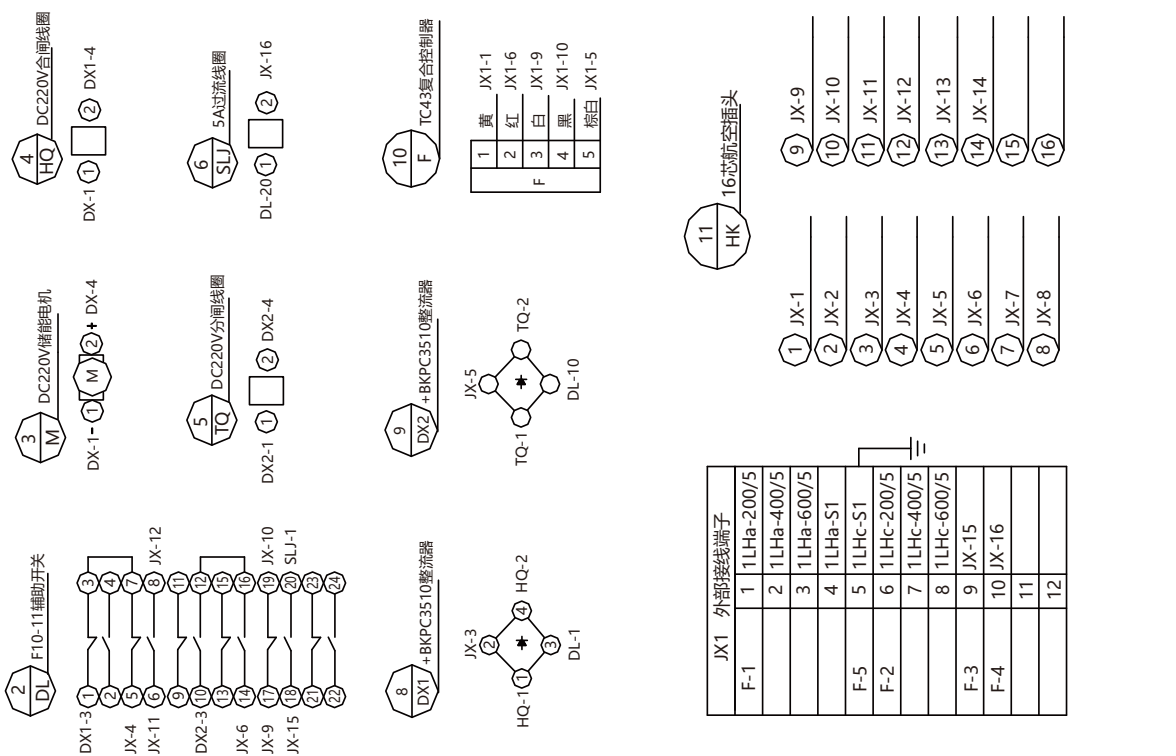 2
DL
F10-11辅助开关
DX1-3 1 3
2 4
JX-4 5 7
JX-11 6 8 JX-12
9 11
DX2-3 10 12
13 15
JX-6 14 16
JX-9 17 19 JX-10
JX-15 18 20 SLJ-1
21 23
22 24
3
M
DC220V储能电机
DX-1 - 1 M 2 + DX-4
4
HQ
DC220V合闸线圈
DX-1 1 2 DX1-4
5
TQ
DC220V分闸线圈
DX2-1 1 2 DX2-4
6
SLJ
5A过流线圈
DL-20 1 2 JX-16
8
DX1
+BKPC3510整流器
JX-3
2
HQ-1 1 4 HQ-2
3
DL-1
9
DX2
+BKPC3510整流器
JX-5
TQ-1 TQ-2
DL-10
10
F
TC43复合控制器
F
1 黄 JX1-1
2 红 JX1-6
3 白 JX1-9
4 黑 JX1-10
5 棕白 JX1-5
JX1 外部接线端子
F-1 1 1LHa-200/5
2 1LHa-400/5
3 1LHa-600/5
4 1LHa-S1
F-5 5 1LHc-S1
F-2 6 1LHc-200/5
7 1LHc-400/5
8 1LHc-600/5
F-3 9 JX-15
F-4 10 JX-16
11
12
11
HK
16芯航空插头
1 JX-1
2 JX-2
3 JX-3
4 JX-4
5 JX-5
6 JX-6
7 JX-7
8 JX-8
9 JX-9
10 JX-10
11 JX-11
12 JX-12
13 JX-13
14 JX-14
15
16